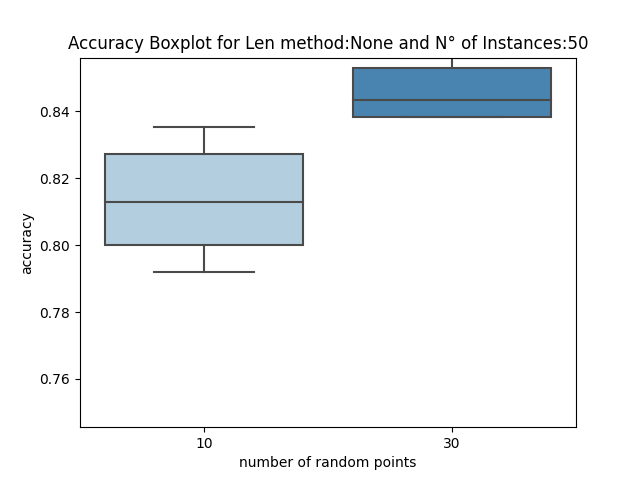 Accuracy Boxplot for Len method:None and N° of Instances:50
0.84
0.82
0.80
0.78
0.76
accuracy
10
30
number of random points